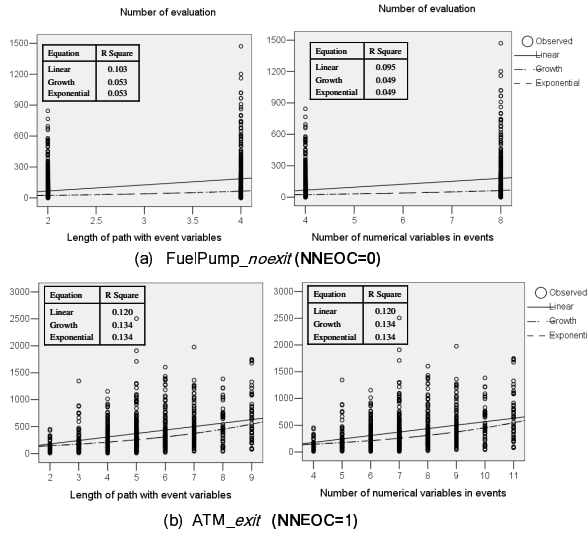 Number of evaluation
Equation R Square
Linear 0.103
Growth 0.053
Exponential 0.053
1500
1200
900
600
300
0
2 2.5 3 3.5 4
Length of path with event variables
Number of evaluation
Equation R Square
Linear 0.095
Growth 0.049
Exponential 0.049
1500
1200
900
600
300
0
4 5 6 7 8
Number of numerical variables in events
Observed
Linear
Growth
Exponential
(a) FuelPump_noexit (NNEOC=0)
Equation R Square
Linear 0.120
Growth 0.134
Exponential 0.134
3000
2500
2000
1500
1000
500
0
2 3 4 5 6 7 8 9
Length of path with event variables
Equation R Square
Linear 0.120
Growth 0.134
Exponential 0.134
3000
2500
2000
1500
1000
500
0
4 5 6 7 8 9 10 11
Number of numerical variables in events
Observed
Linear
Growth
Exponenti
(b) ATM_exit (NNEOC=1)